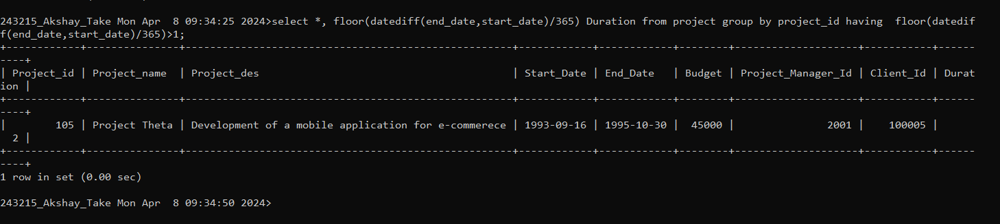 243215_Akshay_Take Mon Apr  8 09:34:25 2024>select *, floor(datediff(end_date,start_date)/365) Duration from project group by project_id having  floor(datedif
f(end_date,start_date)/365)>1;
+------------+---------------+-----------------------------------------------------+------------+------------+--------+--------------------+-----------+------
----+
| Project_id | Project_name  | Project_des                                         | Start_Date | End_Date   | Budget | Project_Manager_Id | Client_Id | Durat
ion |
+------------+---------------+-----------------------------------------------------+------------+------------+--------+--------------------+-----------+------
----+
|        105 | Project Theta | Development of a mobile application for e-commerece | 1993-09-16 | 1995-10-30 |  45000 |               2001 |    100005 |
  2 |
+------------+---------------+-----------------------------------------------------+------------+------------+--------+--------------------+-----------+------
----+
1 row in set (0.00 sec)
243215_Akshay_Take Mon Apr  8 09:34:50 2024>